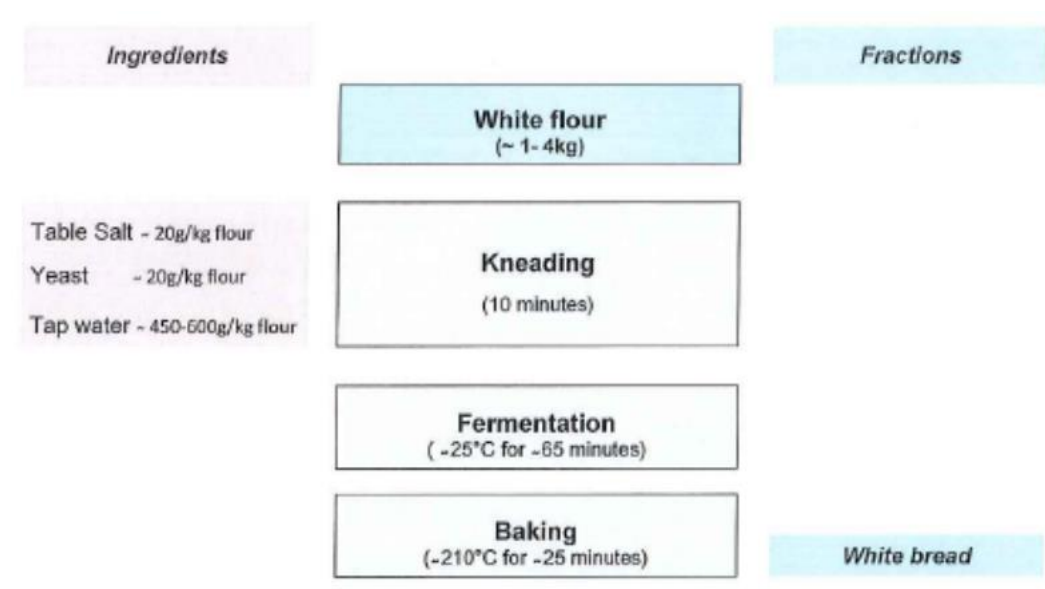 Ingredients
Fractions
White flour
(~ 1- 4kg)
Table Salt ~ 20g/kg flour
Yeast ~ 20g/kg flour
Tap water ~ 450-600g/kg flour
Kneading
(10 minutes)
Fermentation
( ~25°C for ~65 minutes)
Baking
(~210°C for ~25 minutes)
White bread